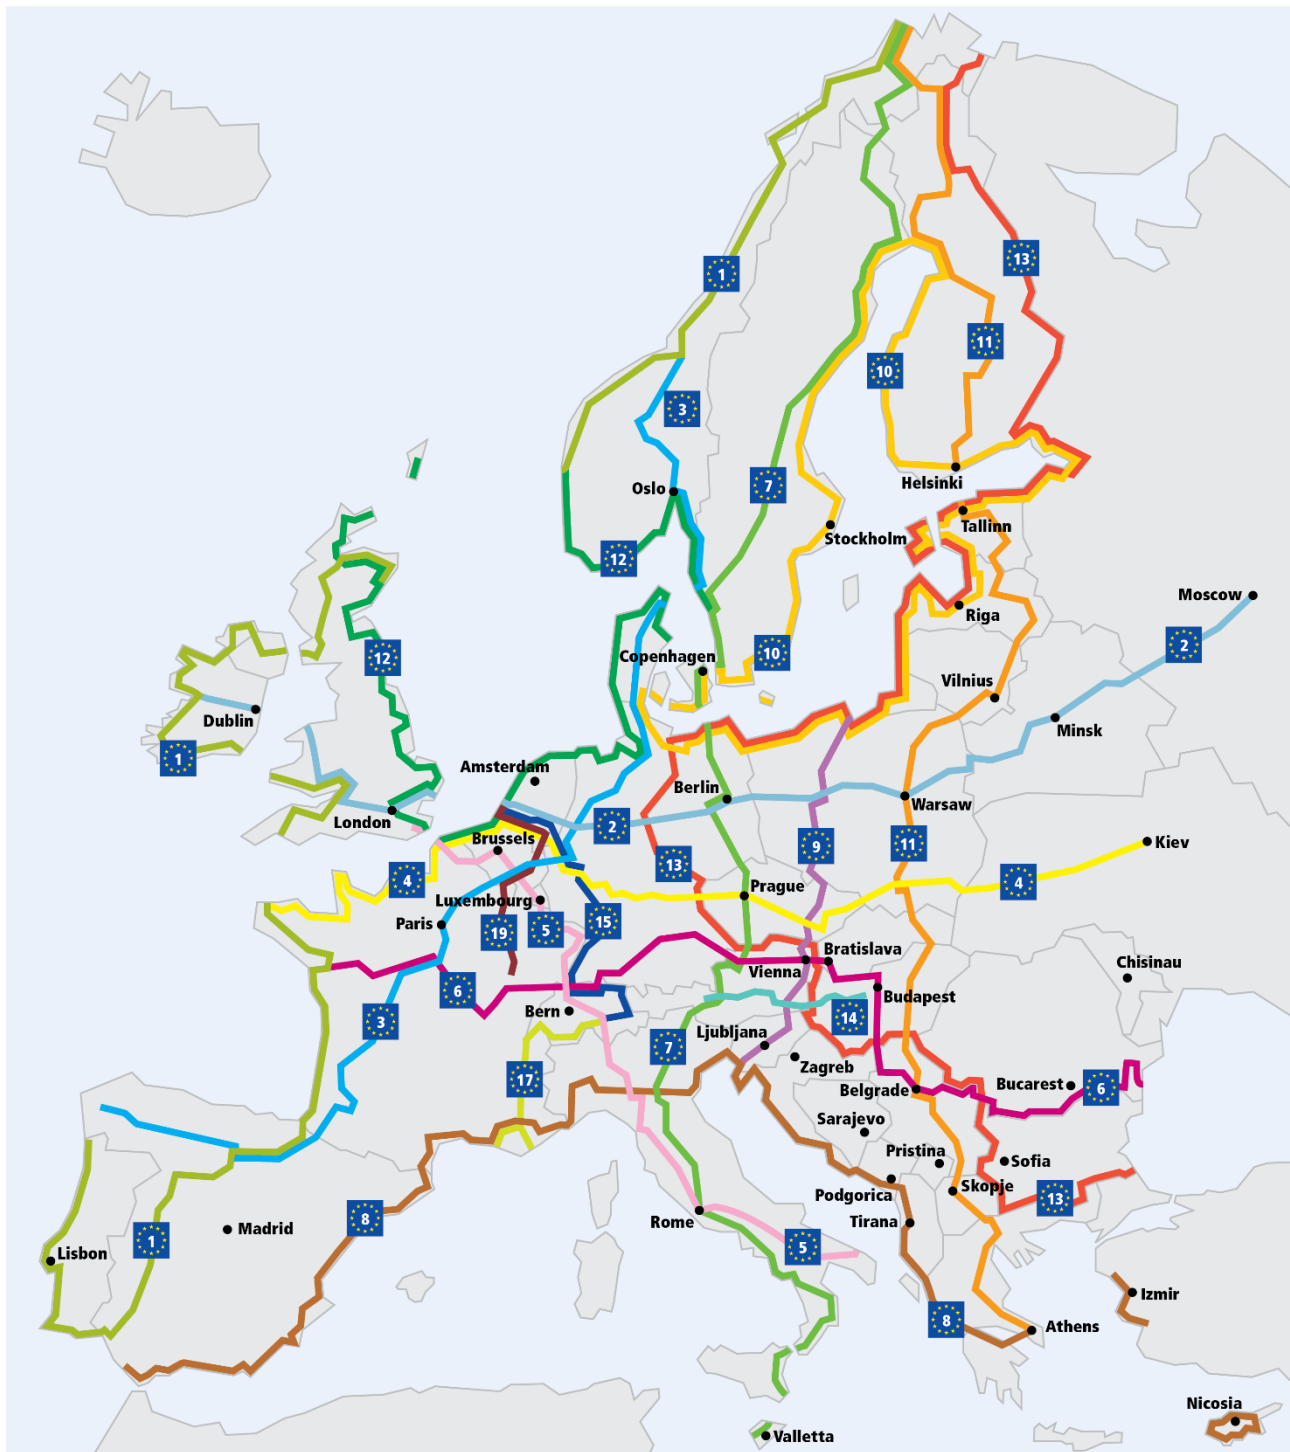 13
1
11
10
3
Helsinki
7
Oslo
Tallinn
Stockholm
12
Moscow
Riga
2
10
12
Copenhagen
Vilnius
Dublin
Minsk
1
Amsterdam
Berlin
Warsaw
London
2
Brussels
9
11
Kiev
13
4
4
Prague
Luxembourg
Paris
19
5
15
Bratislava
Vienna
Chisinau
6
Budapest
Bern
3
14
Ljubljana
7
Zagreb
17
Belgrade
Bucarest
6
Sarajevo
Pristina
Sofia
Podgorica
Skopje
13
8
Rome
Tirana
Madrid
1
5
Lisbon
Izmir
8
Athens
Nicosia
Valletta